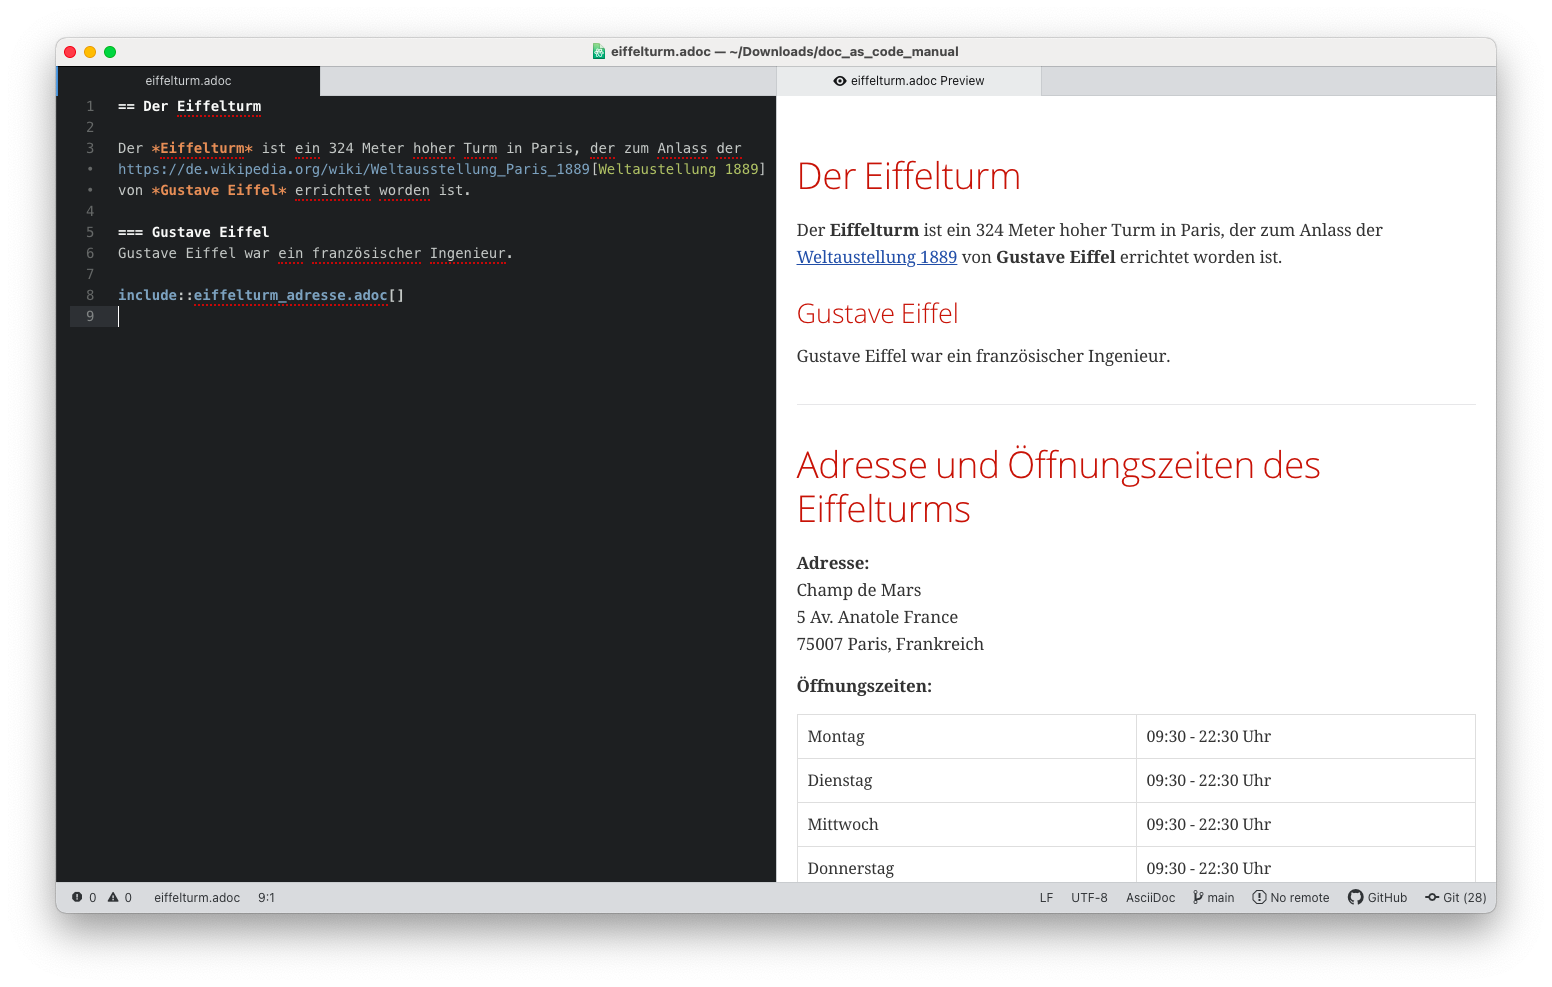 eiffelturm.adoc — ~/Downloads/doc_as_code_manual
eiffelturm.adoc
1 == Der Eiffelturm
2
3 Der *Eiffelturm* ist ein 324 Meter hoher Turm in Paris, der zum Anlass der
• https://de.wikipedia.org/wiki/Weltausstellung_Paris_1889[Weltaustellung 1889]
• von *Gustave Eiffel* errichtet worden ist.
4
5 === Gustave Eiffel
6 Gustave Eiffel war ein französischer Ingenieur.
7
8 include::eiffelturm_adresse.adoc[]
9
eiffelturm.adoc Preview
Der Eiffelturm
Der Eiffelturm ist ein 324 Meter hoher Turm in Paris, der zum Anlass der
Weltaustellung 1889 von Gustave Eiffel errichtet worden ist.
Gustave Eiffel
Gustave Eiffel war ein französischer Ingenieur.
Adresse und Öffnungszeiten des
Eiffelturms
Adresse:
Champ de Mars
5 Av. Anatole France
75007 Paris, Frankreich
Öffnungszeiten:
Montag 09:30 - 22:30 Uhr
Dienstag 09:30 - 22:30 Uhr
Mittwoch 09:30 - 22:30 Uhr
Donnerstag 09:30 - 22:30 Uhr
0 0 eiffelturm.adoc 9:1 LF UTF-8 AsciiDoc main No remote GitHub Git (28)